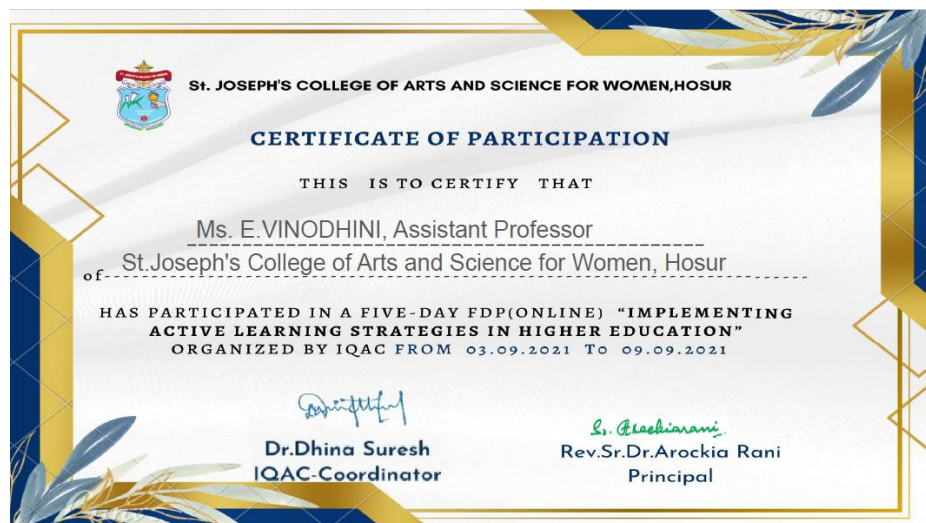 St. JOSEPH'S COLLEGE OF ARTS AND SCIENCE FOR WOMEN,HOSUR
CERTIFICATE OF PARTICIPATION
THIS IS TO CERTIFY THAT
Ms. E.VINODHINI, Assistant Professor
of St.Joseph's College of Arts and Science for Women, Hosur
HAS PARTICIPATED IN A FIVE-DAY FDP(ONLINE) “IMPLEMENTING
ACTIVE LEARNING STRATEGIES IN HIGHER EDUCATION”
ORGANIZED BY IQAC FROM 03.09.2021 To 09.09.2021
Dr.Dhina Suresh
IQAC-Coordinator
Rev.Sr.Dr.Arockia Rani
Principal